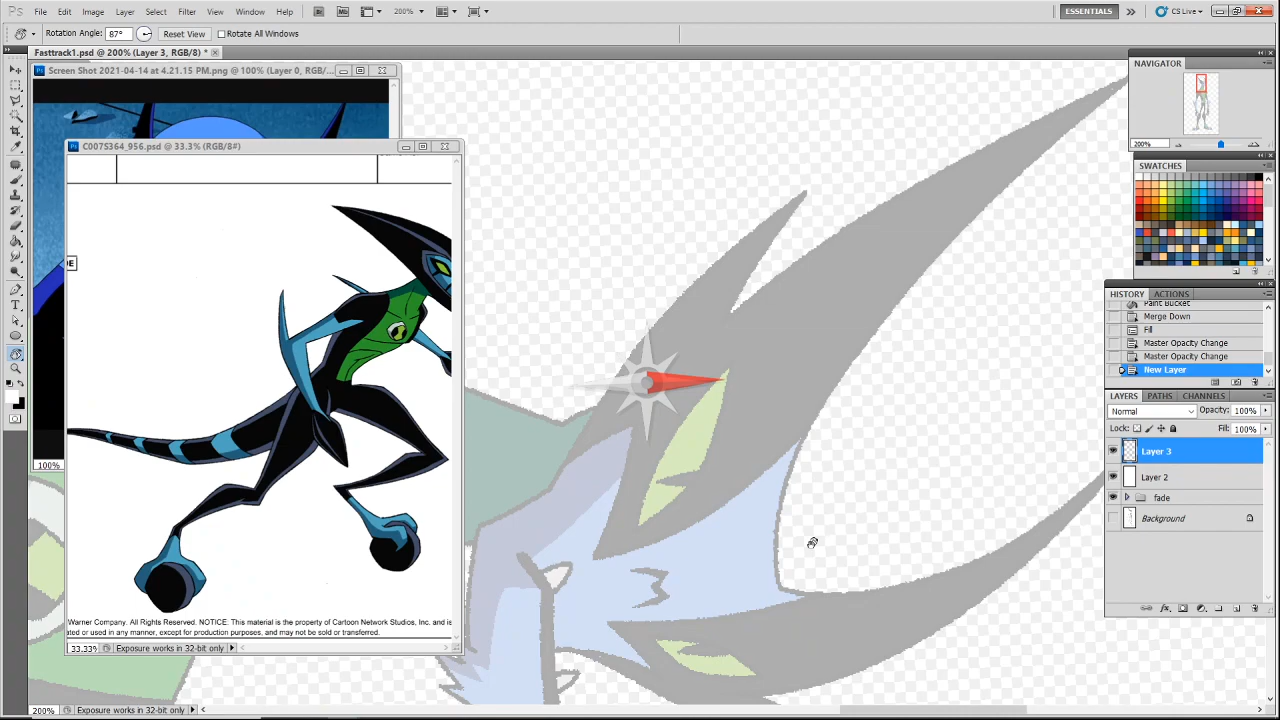 Ps File Edit Image Layer Select Filter View Window Help Br Mb 200% ESSENTIALS CS Live
Rotation Angle: 87° Reset View Rotate All Windows
Fasttrack1.psd @ 200% (Layer 3, RGB/8) *
Screen Shot 2021-04-14 at 4.21.15 PM.png @ 100% (Layer 0, RGB/...
C007S364_956.psd @ 33.3% (RGB/8#)
NAVIGATOR
200%
SWATCHES
HISTORY ACTIONS
Paint Bucket
Merge Down
Fill
Master Opacity Change
Master Opacity Change
New Layer
LAYERS PATHS CHANNELS
Normal Opacity: 100%
Lock: Fill: 100%
Layer 3
Layer 2
fade
Background
100%
Warner Company. All Rights Reserved. NOTICE: This material is the property of Cartoon Network Studios, Inc. and is
ated or used in any manner, except for production purposes, and may not be sold or transferred.
33.33% Exposure works in 32-bit only
200% Exposure works in 32-bit only